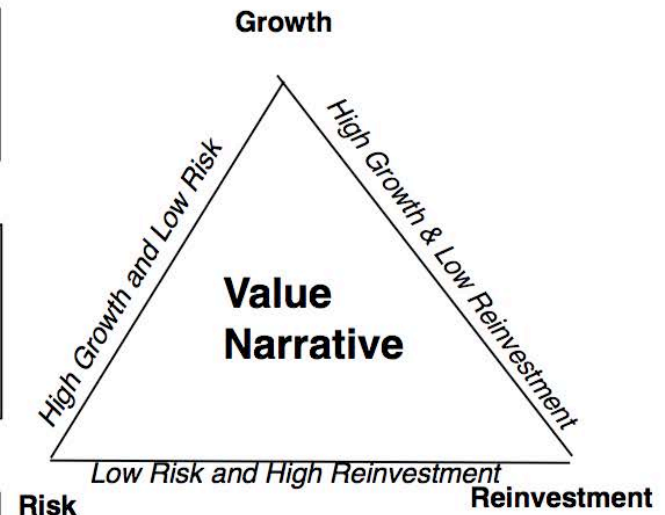 Growth
High Growth and Low Risk
High Growth & Low Reinvestment
Value
Narrative
Low Risk and High Reinvestment
Risk
Reinvestment